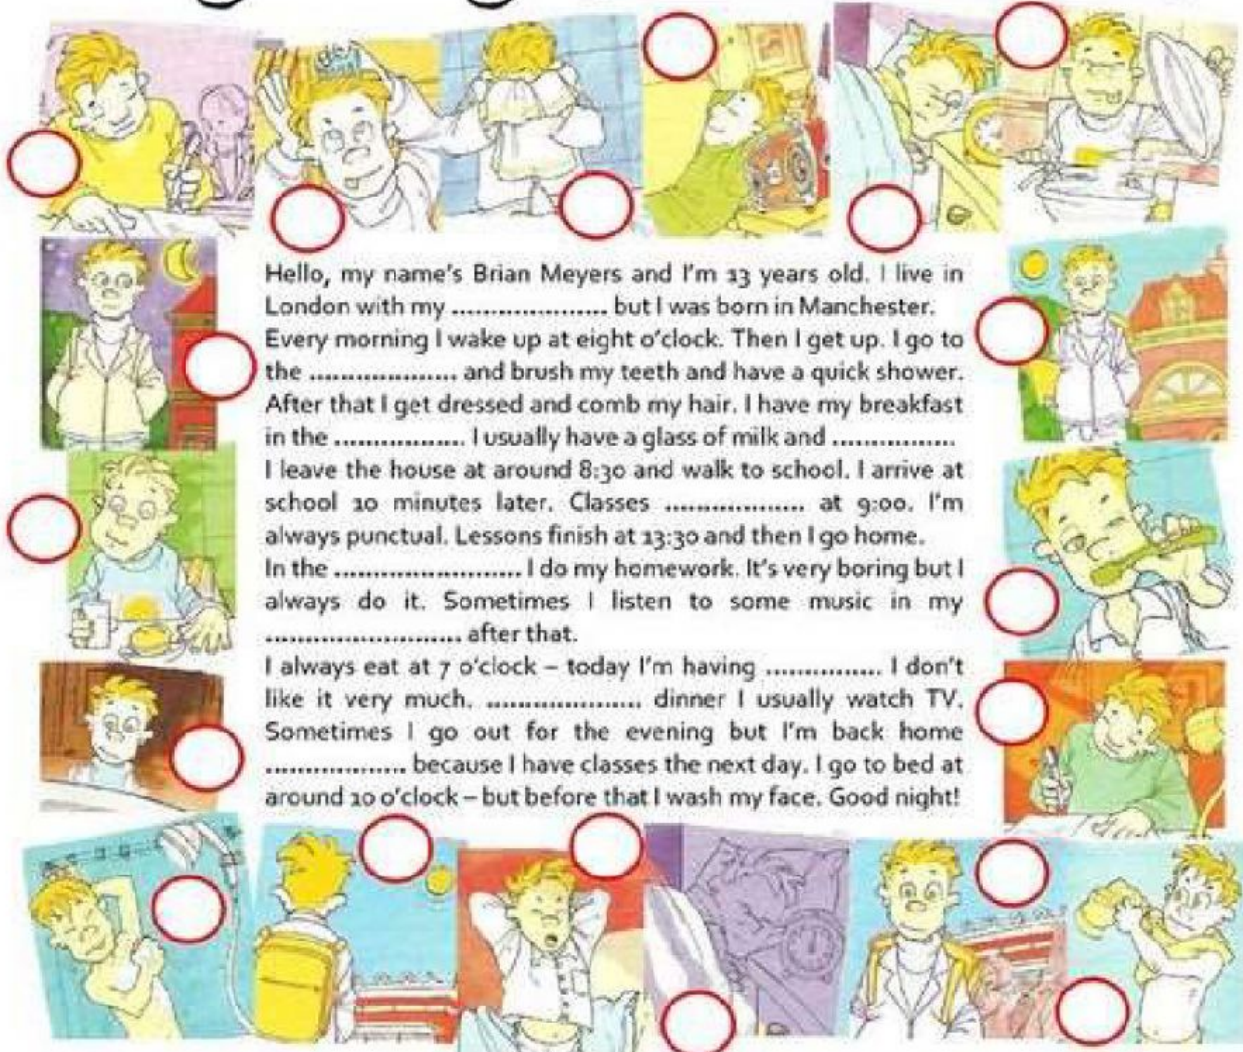 Hello, my name's Brian Meyers and I'm 13 years old. I live in
London with my ...................... but I was born in Manchester.
Every morning I wake up at eight o'clock. Then I get up. I go to
the ..................... and brush my teeth and have a quick shower.
After that I get dressed and comb my hair. I have my breakfast
in the .................. I usually have a glass of milk and .................
I leave the house at around 8:30 and walk to school. I arrive at
school 10 minutes later. Classes ................... at 9:00. I'm
always punctual. Lessons finish at 13:30 and then I go home.
In the .......................... I do my homework. It's very boring but I
always do it. Sometimes I listen to some music in my
........................... after that.
I always eat at 7 o'clock – today I'm having ................ I don't
like it very much. ...................... dinner I usually watch TV.
Sometimes I go out for the evening but I'm back home
.................... because I have classes the next day. I go to bed at
around 10 o'clock – but before that I wash my face. Good night!